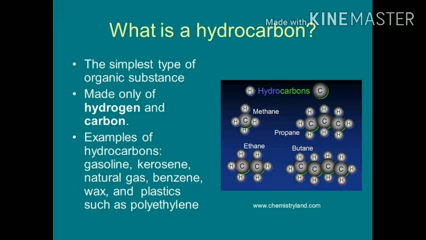 Made with KINEMASTER
What is a hydrocarbon?
• The simplest type of
organic substance
• Made only of
hydrogen and
carbon.
• Examples of
hydrocarbons:
gasoline, kerosene,
natural gas, benzene,
wax, and plastics
such as polyethylene
H Hydrocarbons C
Methane
Propane
Ethane
Butane
www.chemistryland.com